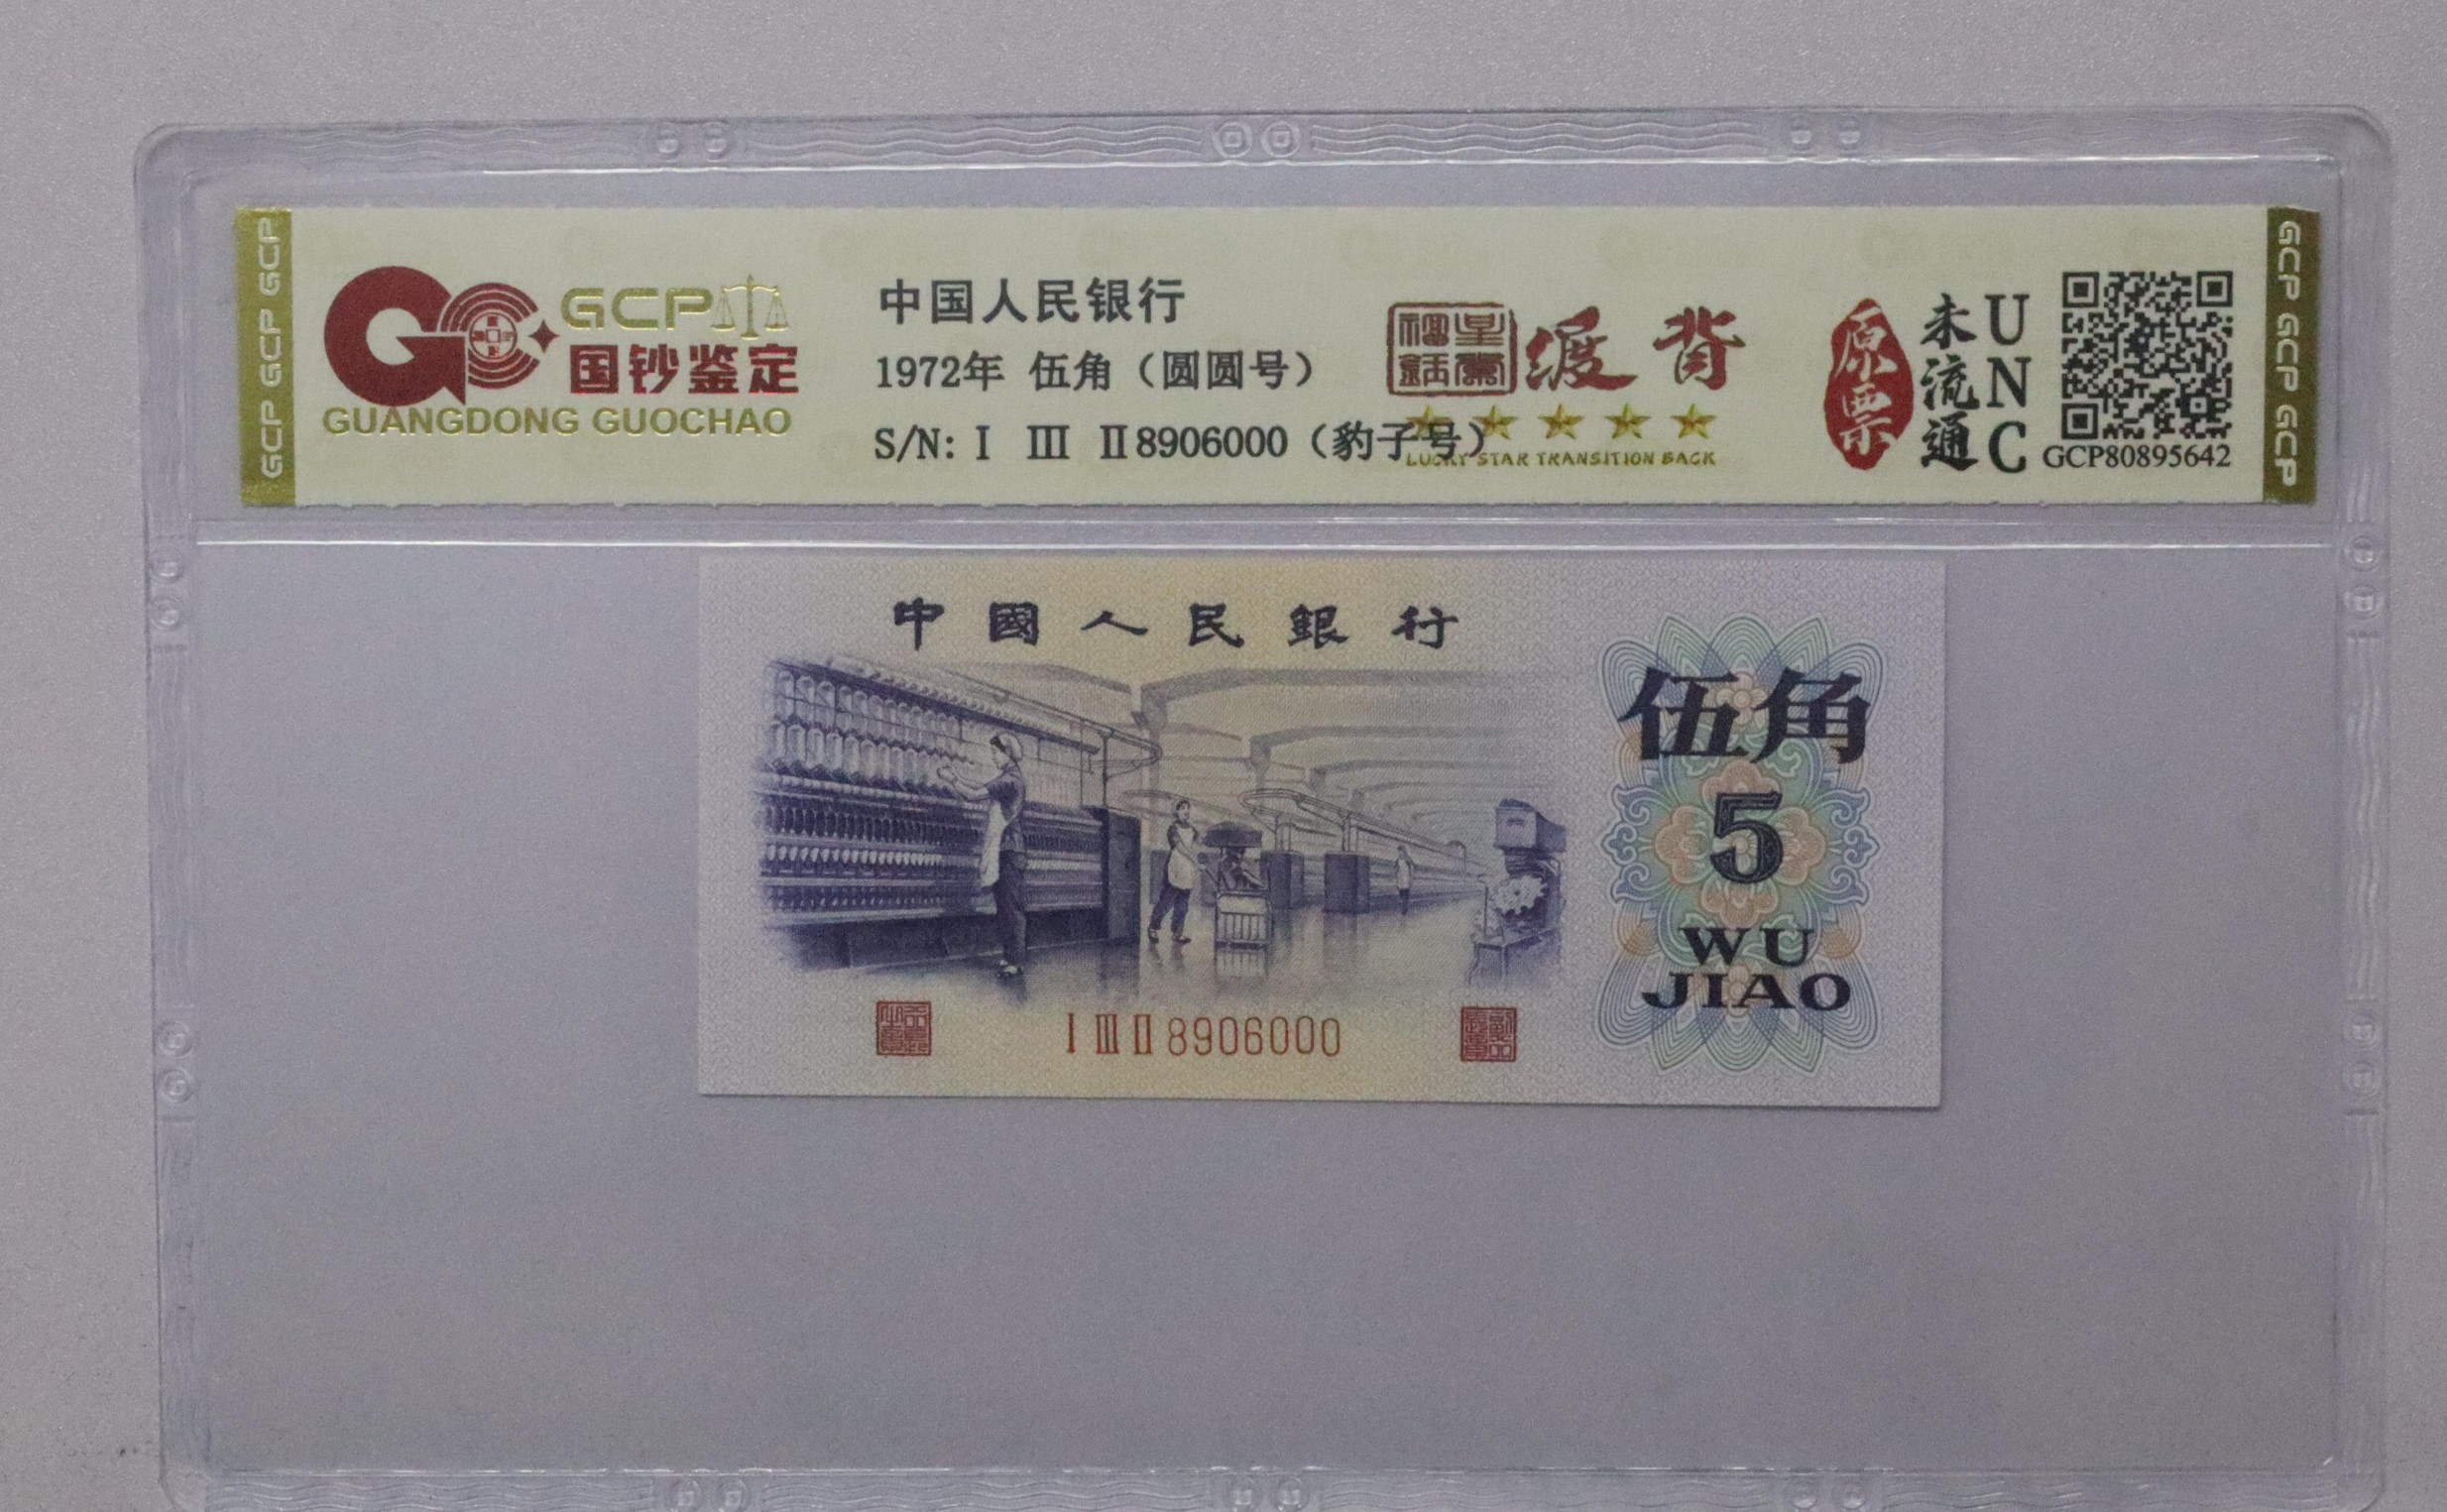 GCP GCP GCP
GCP
国钞鉴定
GUANGDONG GUOCHAO
中国人民银行
1972年 伍角（圆圆号）
S/N: Ⅰ Ⅲ Ⅱ8906000（豹子号）
背
LUCKY STAR TRANSITION BACK
原票
未流通
UNC
GCP80895642
GCP GCP GCP
中國人民銀行
伍角
5
WU
JIAO
Ⅰ Ⅲ Ⅱ 8906000